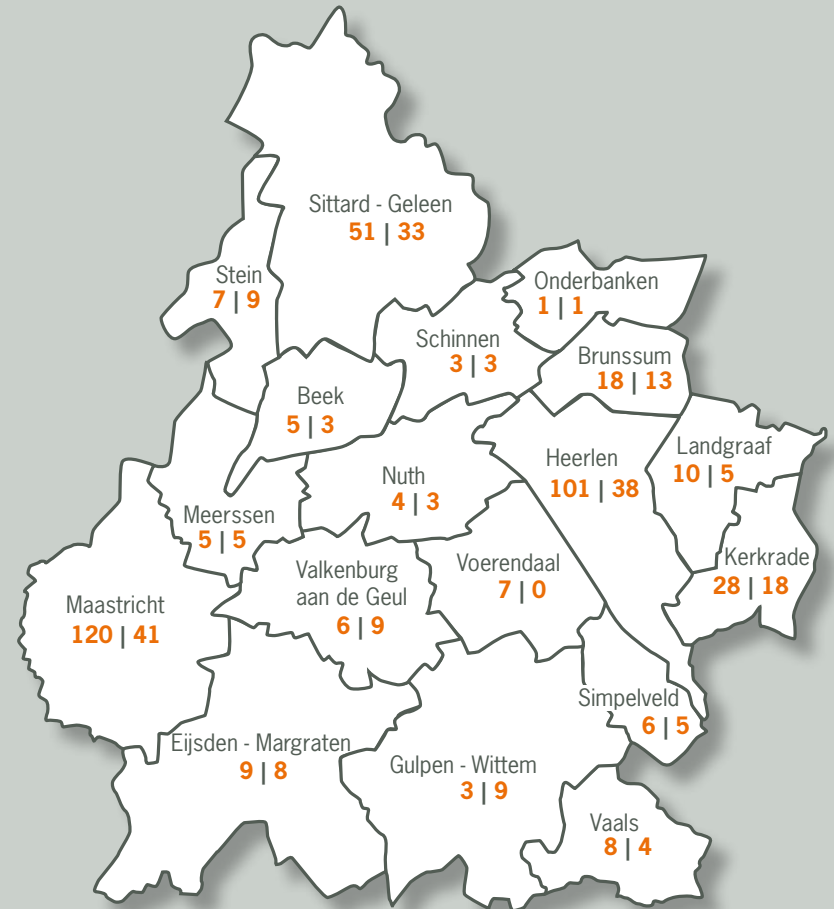 Sittard - Geleen
51 | 33
Stein
7 | 9
Onderbanken
1 | 1
Schinnen
3 | 3
Brunssum
18 | 13
Beek
5 | 3
Landgraaf
10 | 5
Heerlen
101 | 38
Nuth
4 | 3
Meerssen
5 | 5
Kerkrade
28 | 18
Voerendaal
7 | 0
Valkenburg
aan de Geul
6 | 9
Maastricht
120 | 41
Simpelveld
6 | 5
Eijsden - Margraten
9 | 8
Gulpen - Wittem
3 | 9
Vaals
8 | 4